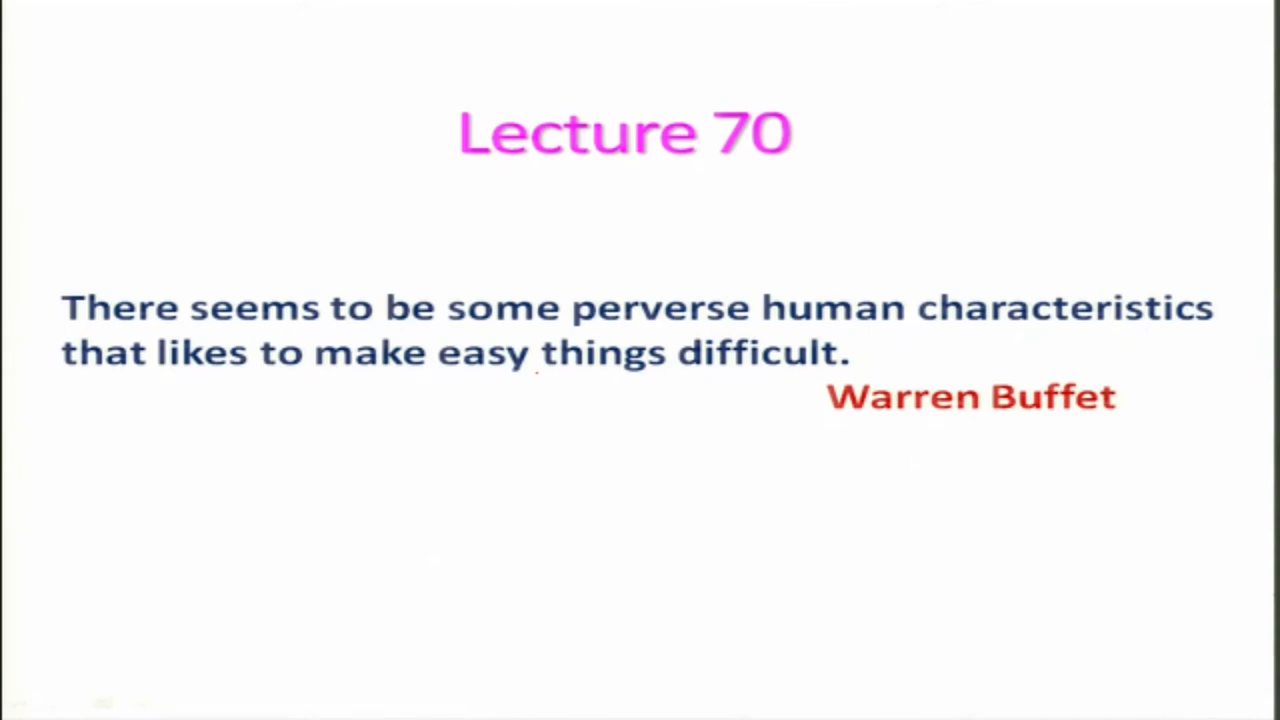 Lecture 70
There seems to be some perverse human characteristics
that likes to make easy things difficult.
Warren Buffet